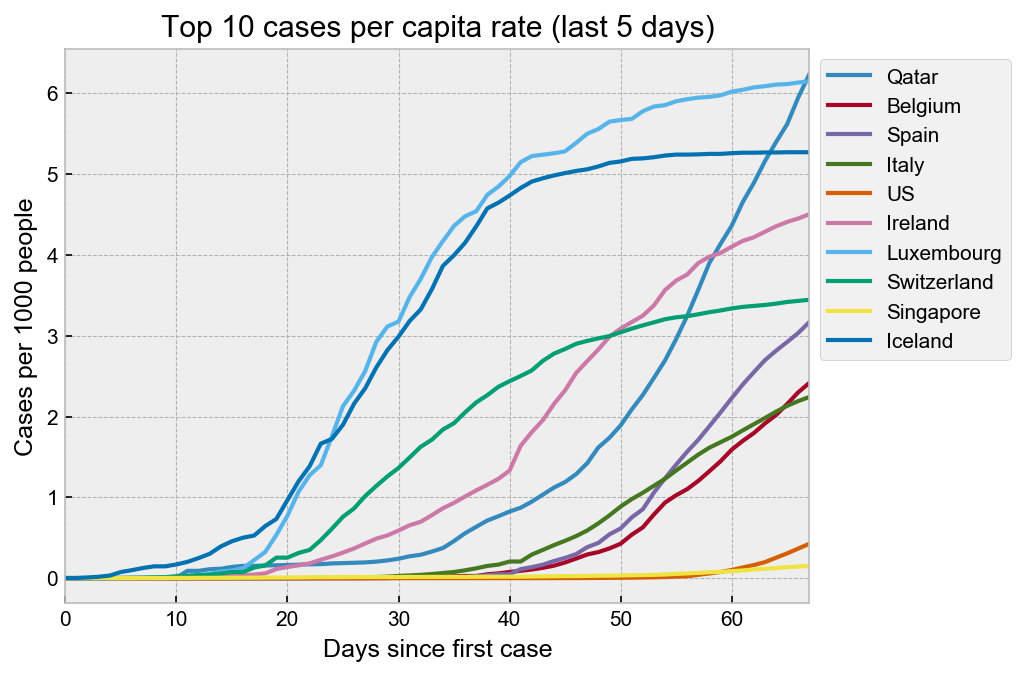 Top 10 cases per capita rate (last 5 days)
Cases per 1000 people
6
5
4
3
2
1
0
0 10 20 30 40 50 60
Days since first case
Qatar
Belgium
Spain
Italy
US
Ireland
Luxembourg
Switzerland
Singapore
Iceland